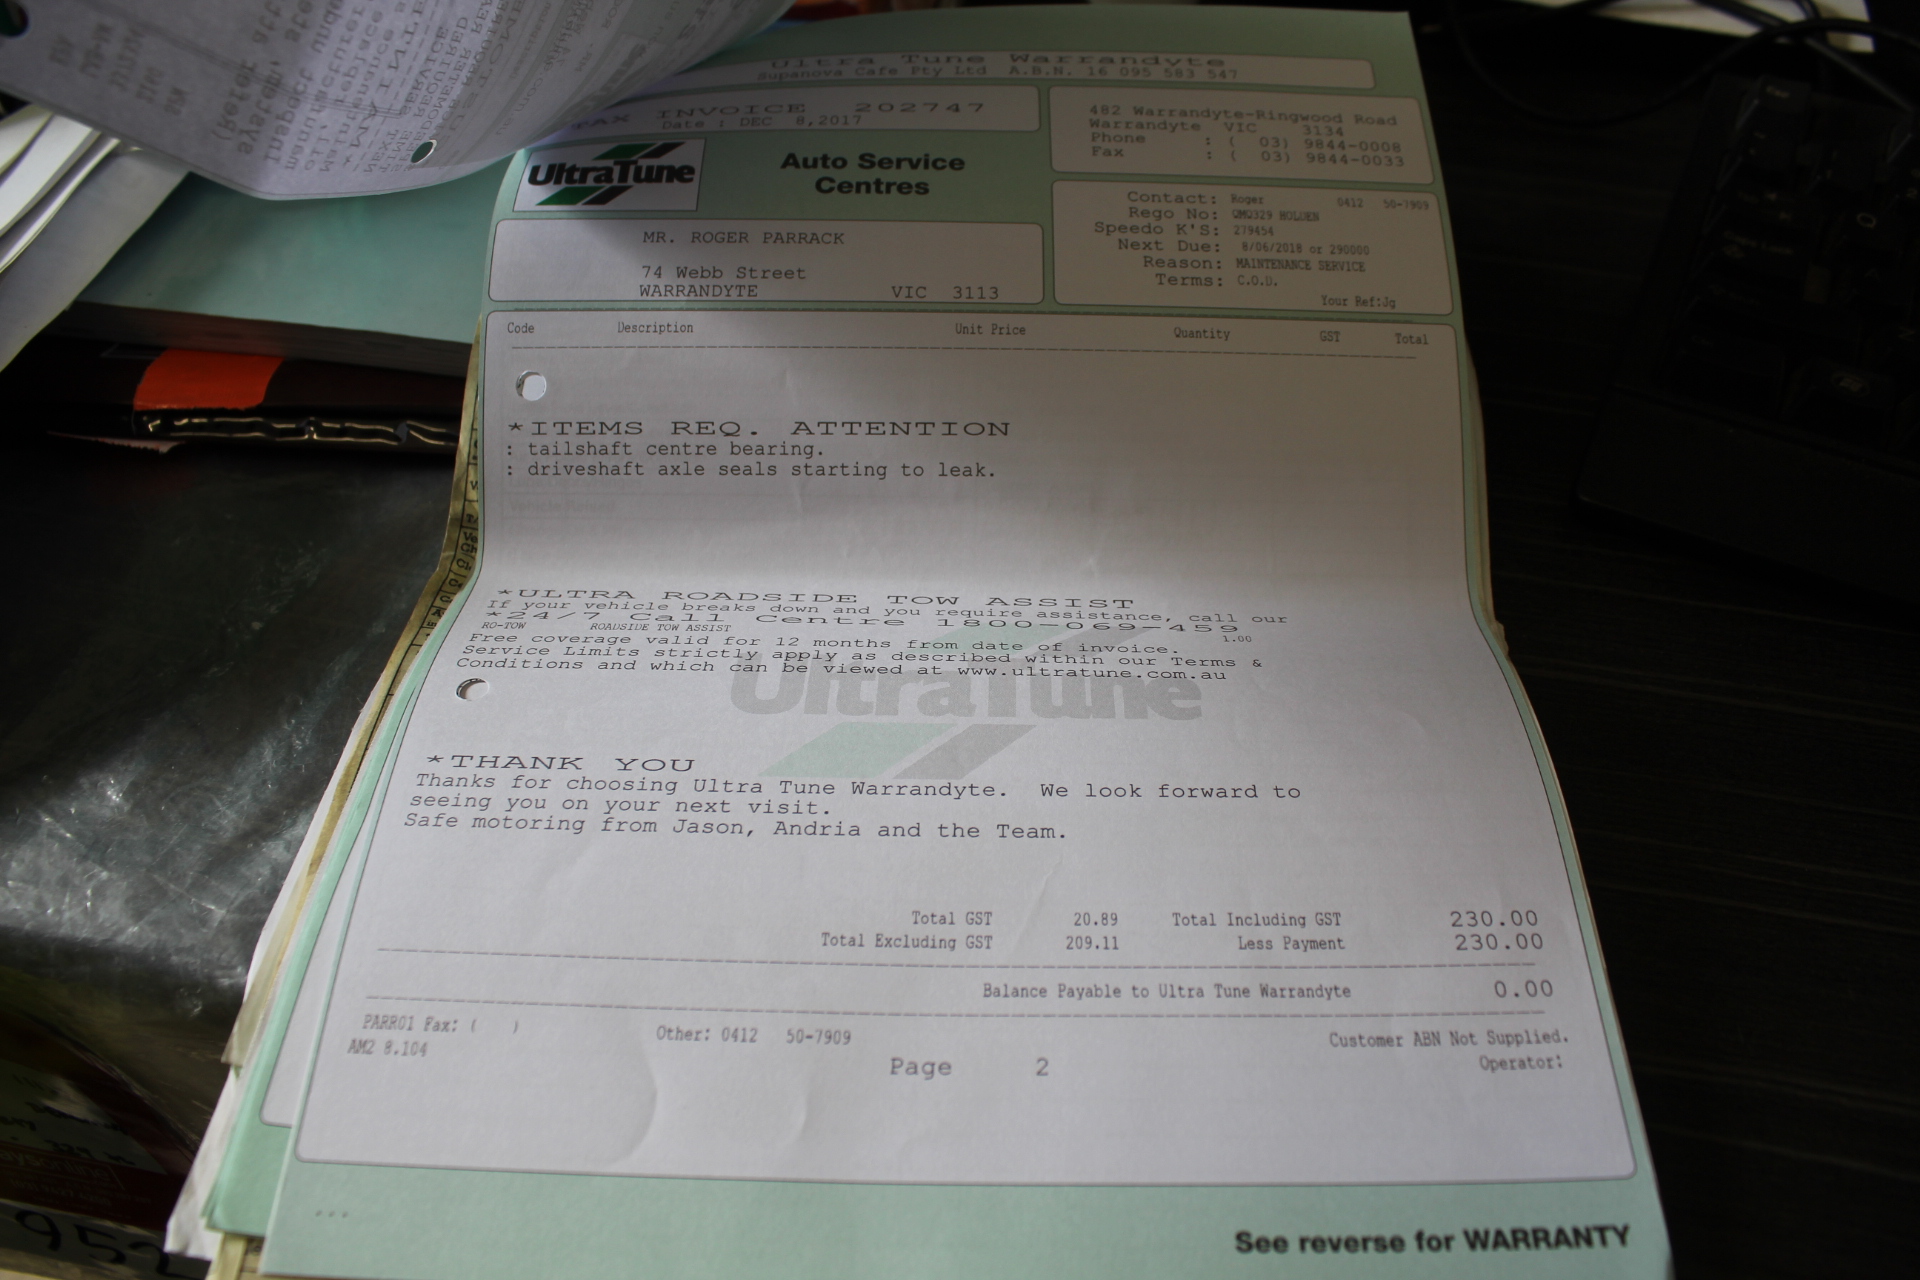 Ultra Tune Warrandyte
Supanova Cafe Pty Ltd A.B.N. 16 095 583 547
TAX INVOICE 202747
Date : DEC 8,2017
482 Warrandyte-Ringwood Road
Warrandyte VIC 3134
Phone : ( 03) 9844-0008
Fax : ( 03) 9844-0033
UltraTune
Auto Service
Centres
Contact: Roger 0412 50-7909
Rego No: QMQ329 HOLDEN
Speedo K'S: 279454
Next Due: 8/06/2018 or 290000
Reason: MAINTENANCE SERVICE
Terms: C.O.D.
Your Ref:Jg
MR. ROGER PARRACK
74 Webb Street
WARRANDYTE VIC 3113
Code Description Unit Price Quantity GST Total
*ITEMS REQ. ATTENTION
: tailshaft centre bearing.
: driveshaft axle seals starting to leak.
*ULTRA ROADSIDE TOW ASSIST
If your vehicle breaks down and you require assistance, call our
*24/7 Call Centre 1800-069-459
RO-TOW ROADSIDE TOW ASSIST 1.00
Free coverage valid for 12 months from date of invoice.
Service Limits strictly apply as described within our Terms &
Conditions and which can be viewed at www.ultratune.com.au
UltraTune
*THANK YOU
Thanks for choosing Ultra Tune Warrandyte. We look forward to
seeing you on your next visit.
Safe motoring from Jason, Andria and the Team.
Total GST 20.89 Total Including GST 230.00
Total Excluding GST 209.11 Less Payment 230.00
Balance Payable to Ultra Tune Warrandyte 0.00
PARR01 Fax: ( ) Other: 0412 50-7909 Customer ABN Not Supplied.
AM2 8.104
Page 2
Operator:
...
See reverse for WARRANTY